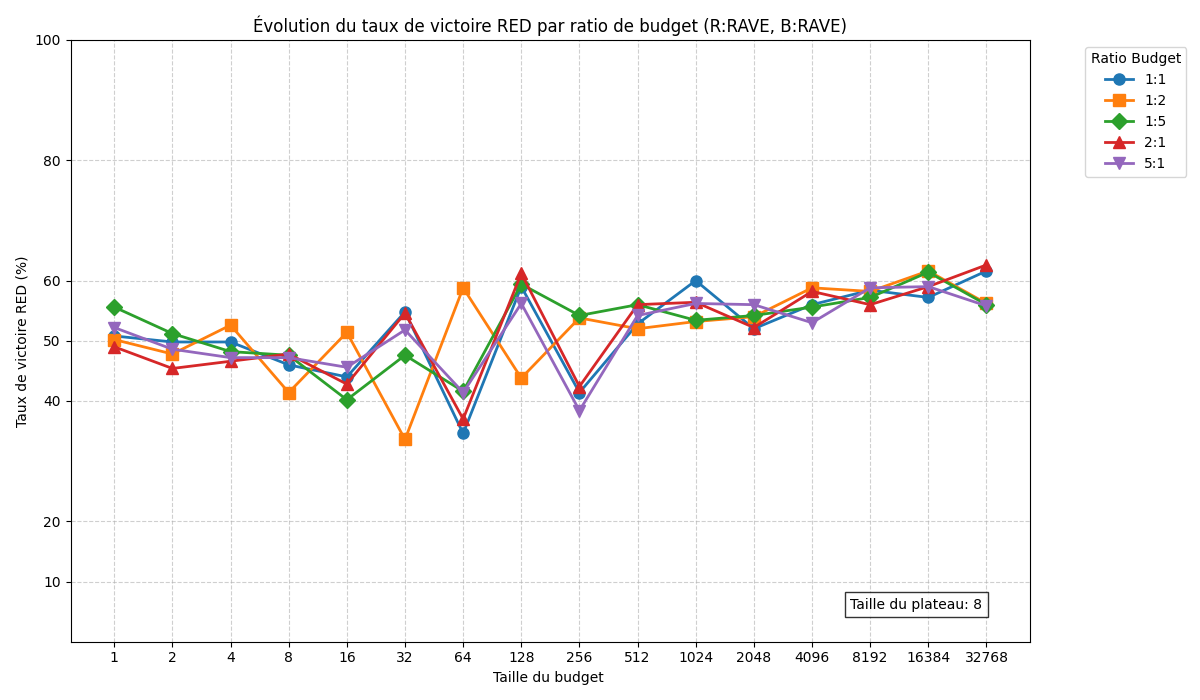 Évolution du taux de victoire RED par ratio de budget (R:RAVE, B:RAVE)
Taux de victoire RED (%)
100
80
60
50
40
20
10
1 2 4 8 16 32 64 128 256 512 1024 2048 4096 8192 16384 32768
Taille du budget
Taille du plateau: 8
Ratio Budget
1:1
1:2
1:5
2:1
5:1